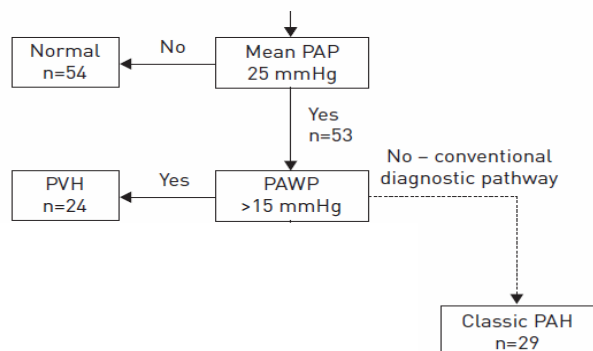 Normal
n=54
No
Mean PAP
25 mmHg
Yes
n=53
No – conventional
diagnostic pathway
PVH
n=24
Yes
PAWP
>15 mmHg
Classic PAH
n=29